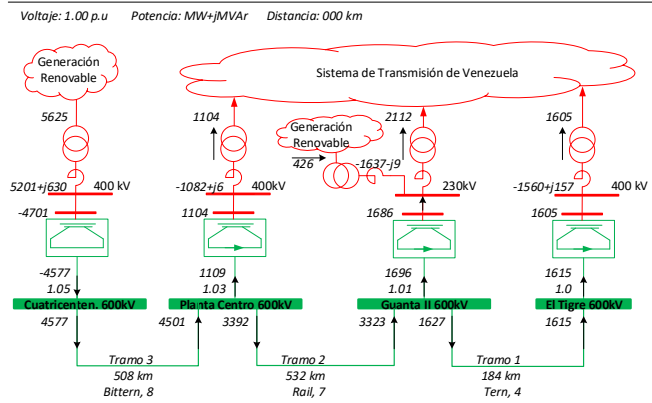 Voltaje: 1.00 p.u Potencia: MW+jMVAr Distancia: 000 km
Generación
Renovable
Sistema de Transmisión de Venezuela
5625
1104
Generación
Renovable
2112
1605
426
-1637-j9
5201+j630
400 kV
-1082+j6
400kV
230kV
-1560+j157
400 kV
-4701
1104
1686
1605
-4577
1109
1696
1615
1.05
1.03
1.01
1.0
Cuatricenten. 600kV
Planta Centro 600kV
Guanta II 600kV
El Tigre 600kV
4577
4501
3392
3323
1627
1615
Tramo 3
Tramo 2
Tramo 1
508 km
532 km
184 km
Bittern, 8
Rail, 7
Tern, 4